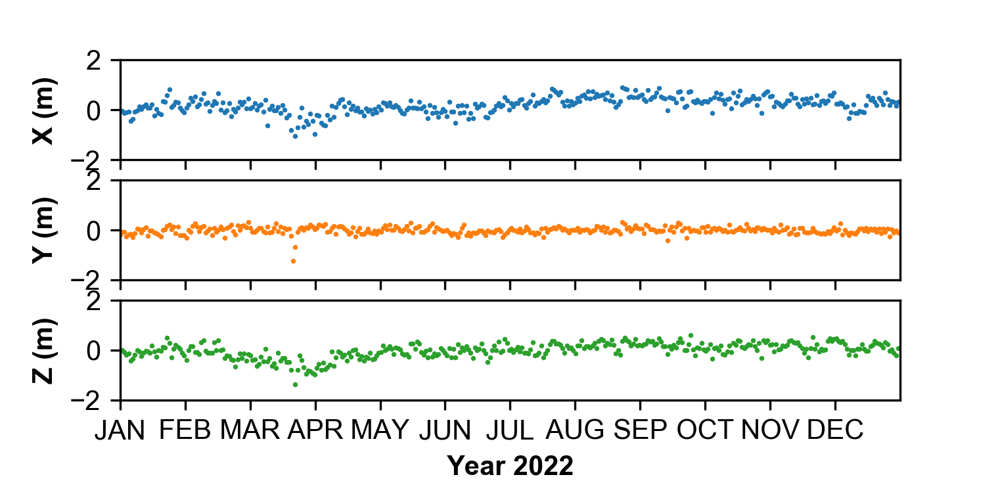 2
0
−2
X (m)
2
0
−2
Y (m)
2
0
−2
Z (m)
JAN FEB MAR APR MAY JUN JUL AUG SEP OCT NOV DEC
Year 2022